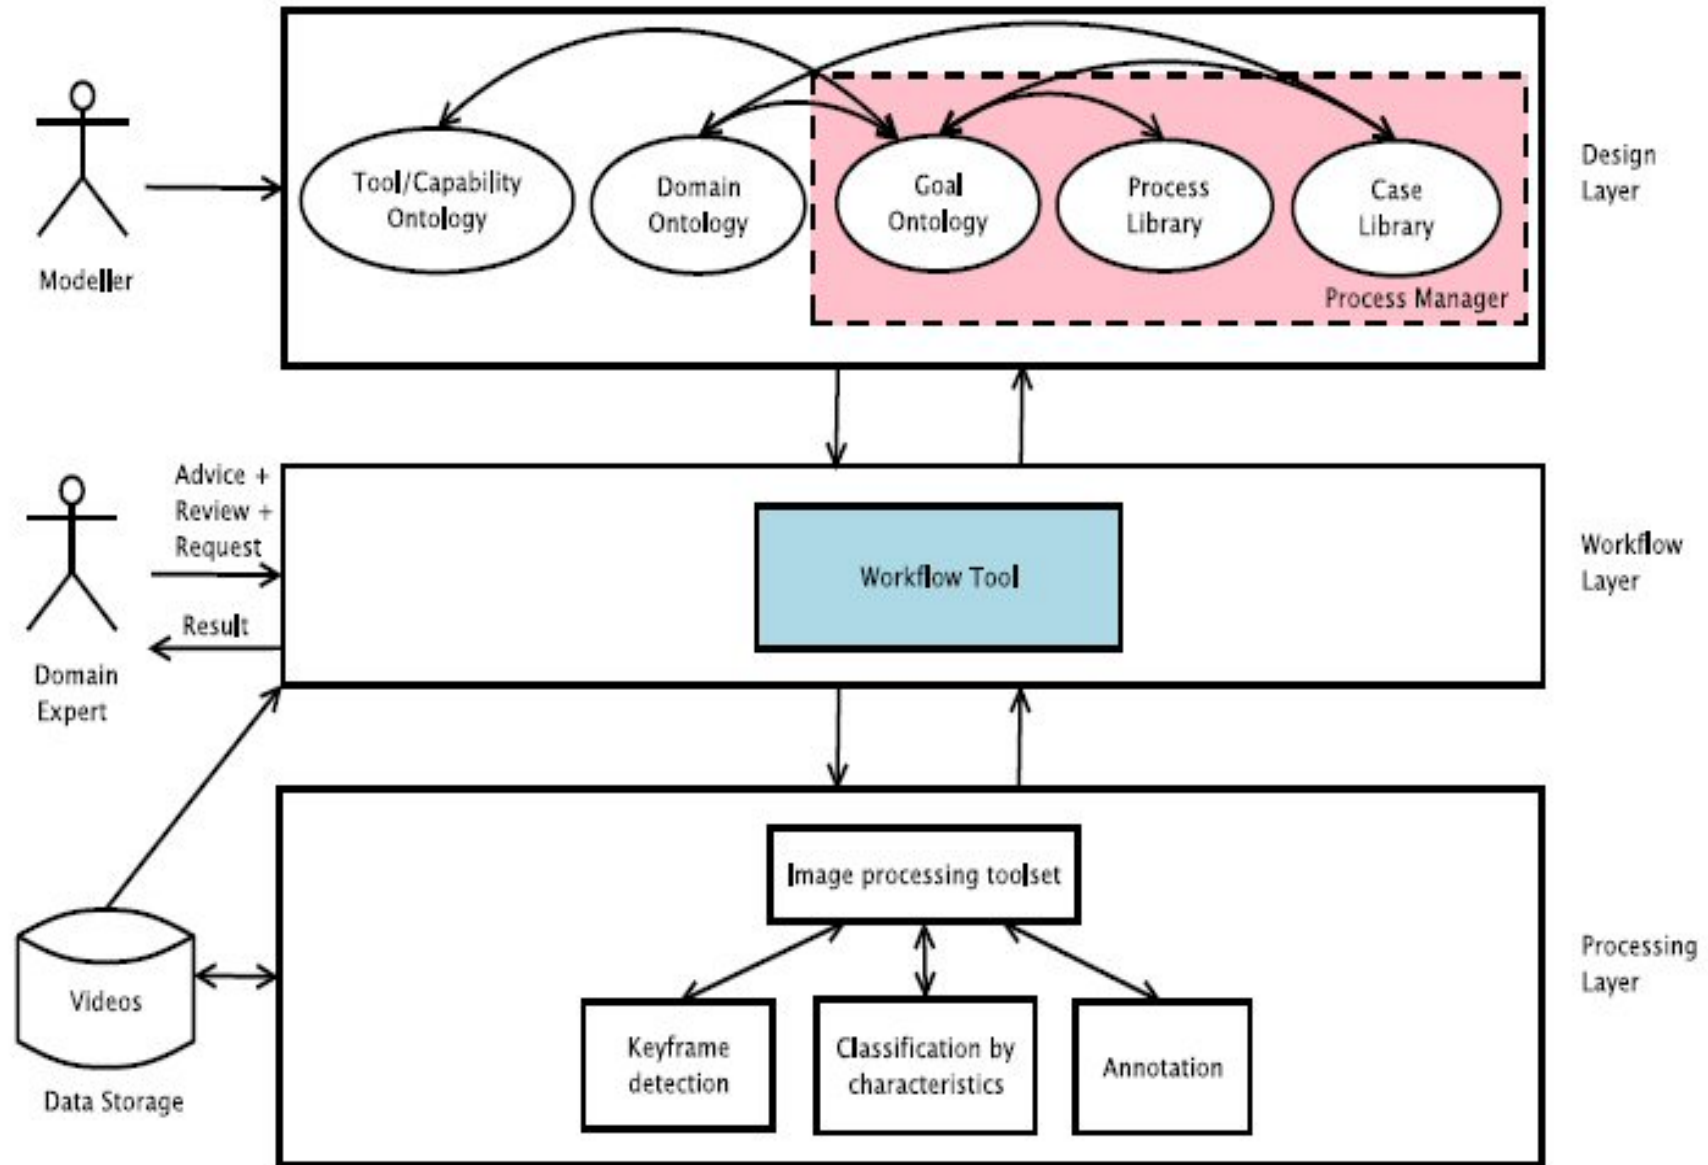 Tool/Capability
Ontology
Domain
Ontology
Goal
Ontology
Process
Library
Case
Library
Process Manager
Design
Layer
Modeller
Advice +
Review +
Request
Result
Domain
Expert
Workflow Tool
Workflow
Layer
Image processing toolset
Keyframe
detection
Classification by
characteristics
Annotation
Processing
Layer
Videos
Data Storage